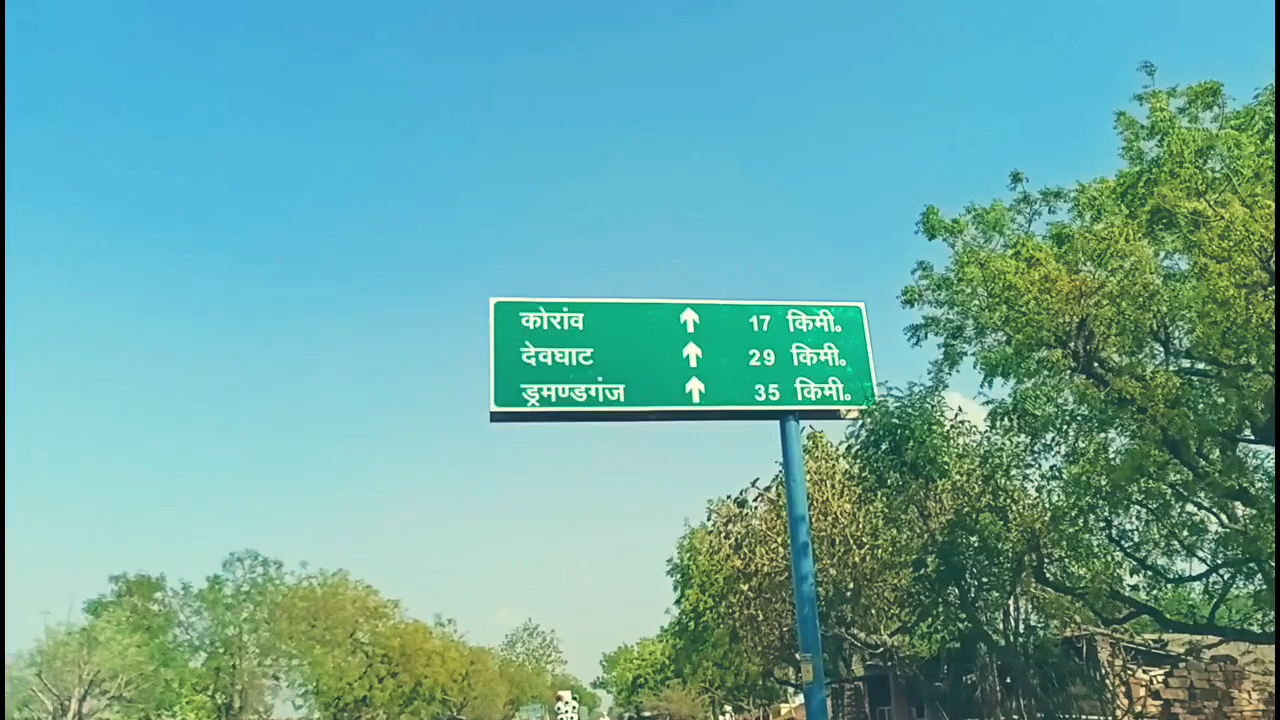 कोरांव ↑ 17 किमी॰
देवघाट ↑ 29 किमी॰
ड्रमण्डगंज ↑ 35 किमी॰